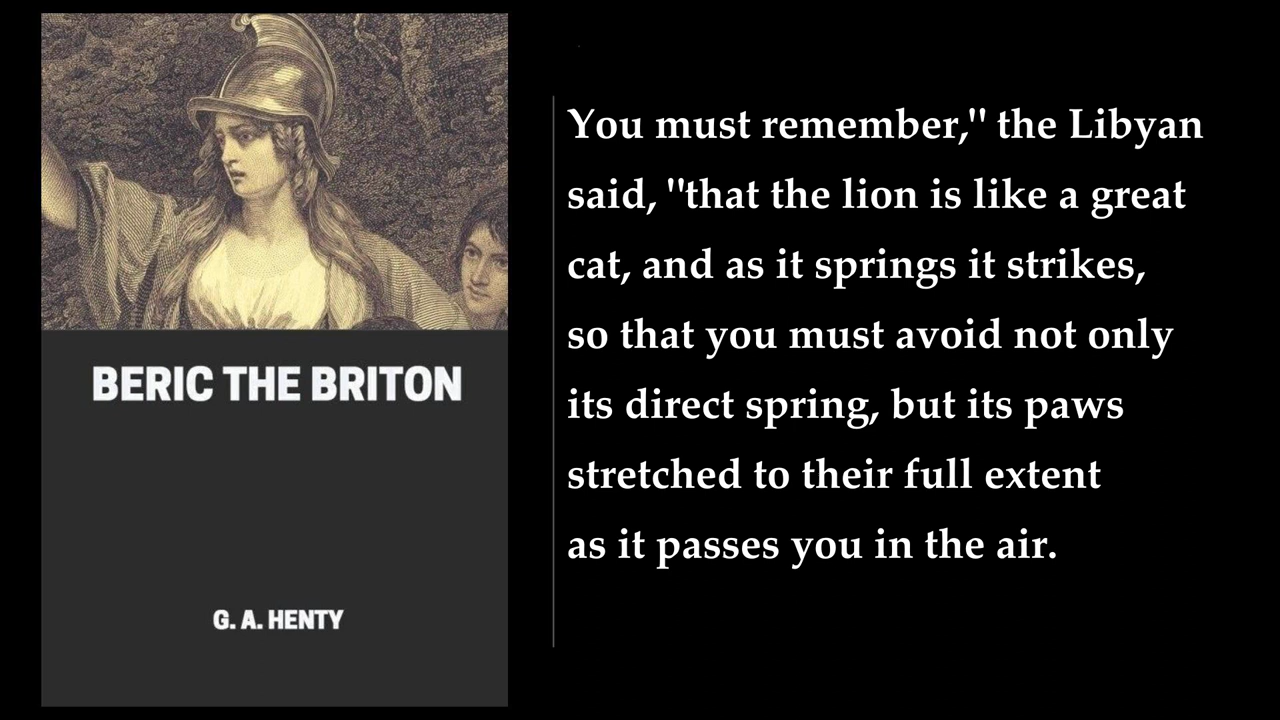 BERIC THE BRITON
G. A. HENTY
You must remember," the Libyan
said, "that the lion is like a great
cat, and as it springs it strikes,
so that you must avoid not only
its direct spring, but its paws
stretched to their full extent
as it passes you in the air.